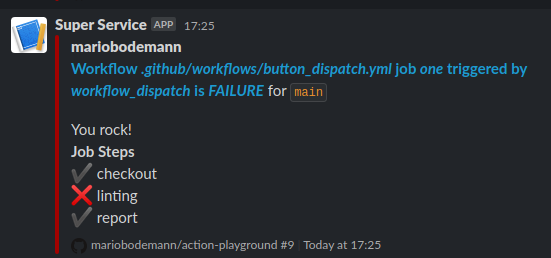 Super Service APP 17:25
mariobodemann
Workflow .github/workflows/button_dispatch.yml job one triggered by
workflow_dispatch is FAILURE for main
You rock!
Job Steps
✔️ checkout
❌ linting
✔️ report
mariobodemann/action-playground #9 | Today at 17:25